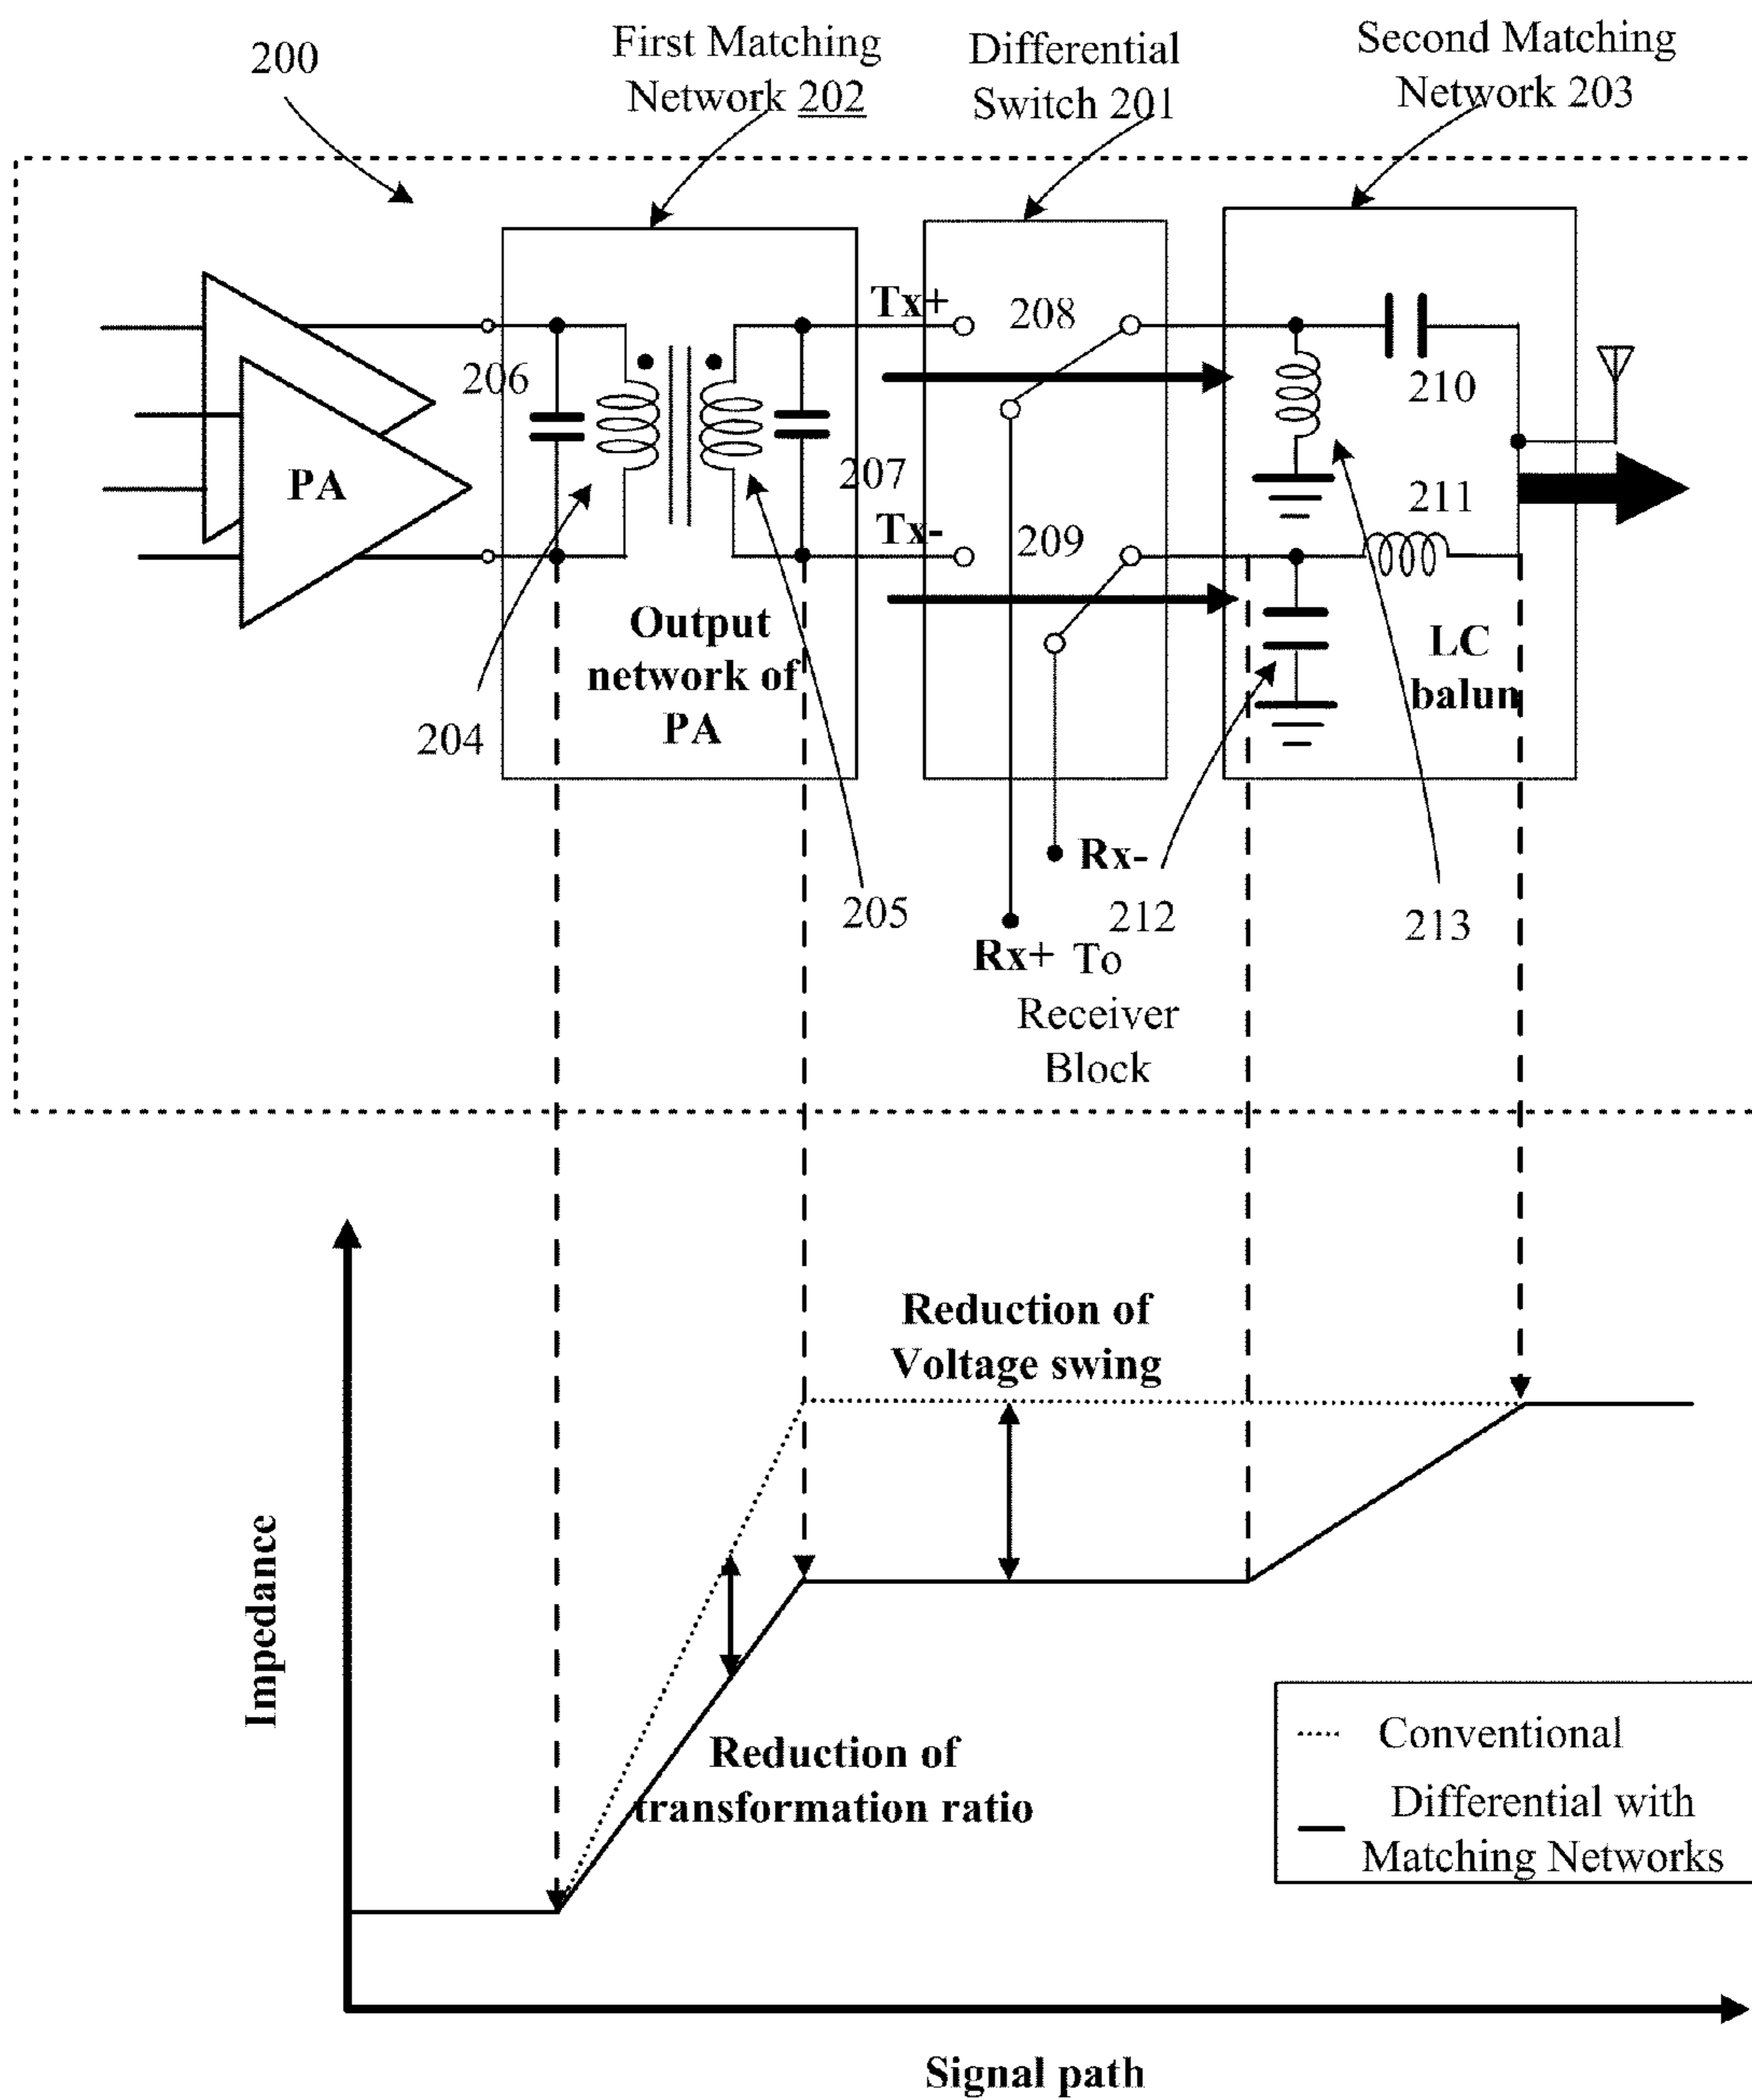 200
First Matching
Network 202
Differential
Switch 201
Second Matching
Network 203
Tx+
208
206
210
PA
207
211
Tx-
209
Output
network of
PA
LC
balun
204
Rx-
205
212
213
Rx+ To
Receiver
Block
Reduction of
Voltage swing
Impedance
Reduction of
transformation ratio
Conventional
Differential with
Matching Networks
Signal path